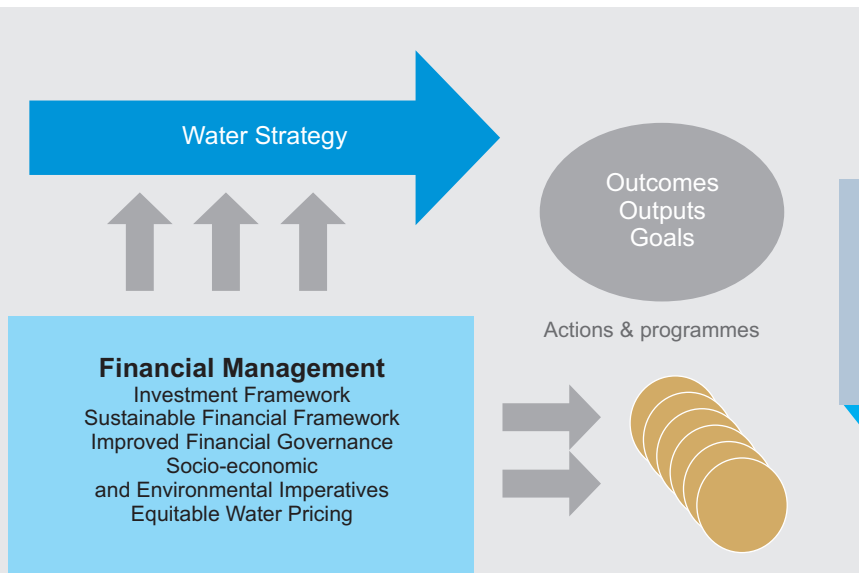 Water Strategy
Outcomes
Outputs
Goals
Actions & programmes
Financial Management
Investment Framework
Sustainable Financial Framework
Improved Financial Governance
Socio-economic
and Environmental Imperatives
Equitable Water Pricing